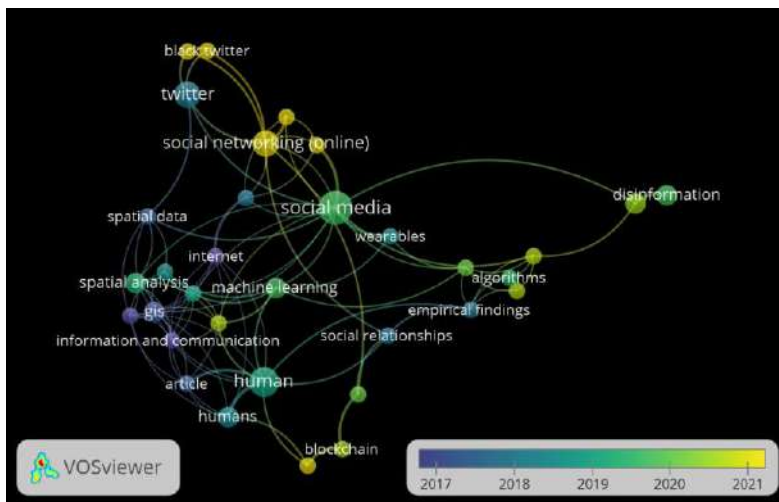 black twitter
twitter
social networking (online)
social media
disinformation
spatial data
wearables
internet
spatial analysis
machine learning
algorithms
gis
empirical findings
information and communication
social relationships
article
human
humans
blockchain
VOSviewer
2017 2018 2019 2020 2021